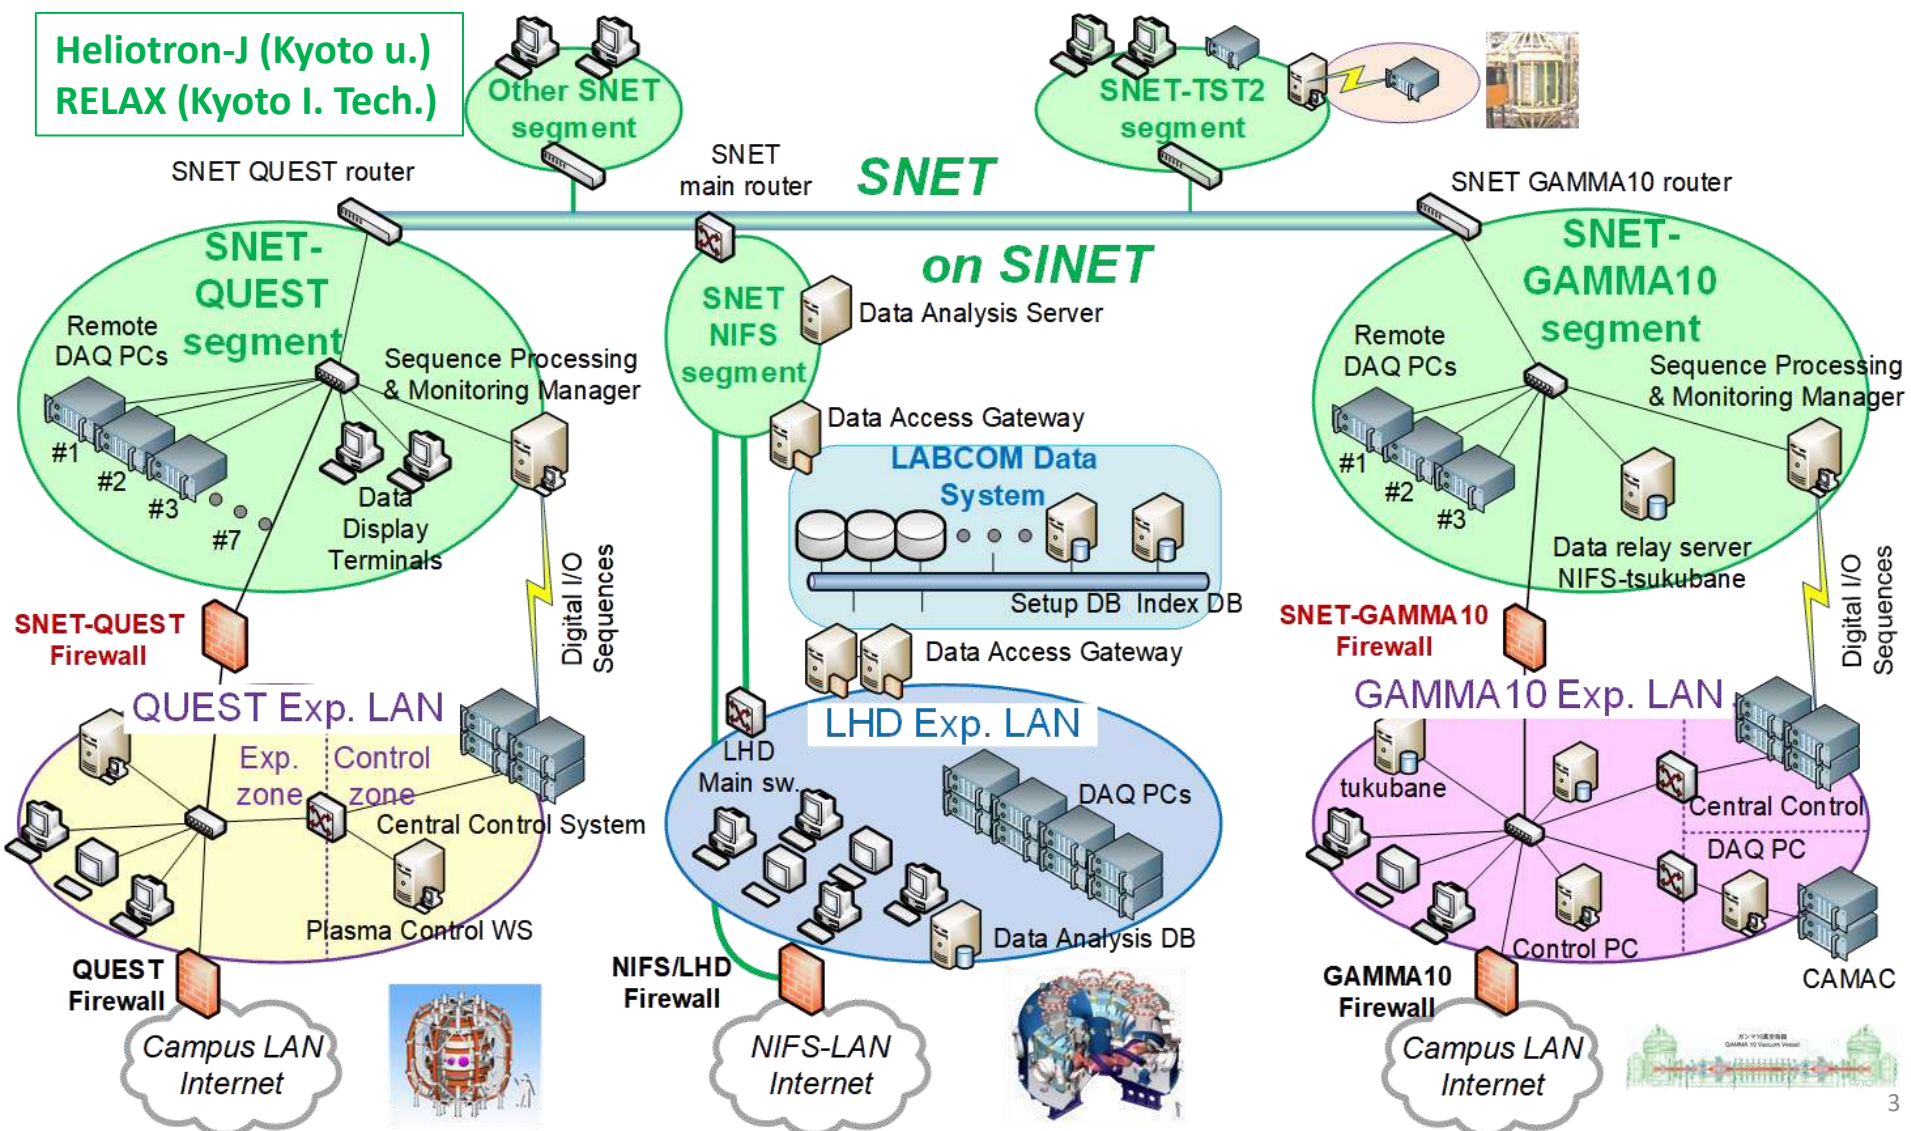 Heliotron-J (Kyoto u.)
RELAX (Kyoto I. Tech.)
Other SNET
segment
SNET-TST2
segment
SNET QUEST router
SNET
main router
SNET
on SINET
SNET GAMMA10 router
SNET-
QUEST
segment
Remote
DAQ PCs
#1
#2
#3
#7
Sequence Processing
& Monitoring Manager
Data
Display
Terminals
Digital I/O
Sequences
SNET-QUEST
Firewall
QUEST Exp. LAN
Exp.
zone
Control
zone
Central Control System
Plasma Control WS
QUEST
Firewall
Campus LAN
Internet
SNET
NIFS
segment
Data Analysis Server
Data Access Gateway
LABCOM Data
System
Setup DB
Index DB
Data Access Gateway
LHD Exp. LAN
LHD
Main sw.
DAQ PCs
Data Analysis DB
NIFS/LHD
Firewall
NIFS-LAN
Internet
SNET-
GAMMA10
segment
Remote
DAQ PCs
#1
#2
#3
Sequence Processing
& Monitoring Manager
Data relay server
NIFS-tsukubane
Digital I/O
Sequences
SNET-GAMMA10
Firewall
GAMMA10 Exp. LAN
tukubane
Central Control
DAQ PC
Control PC
CAMAC
GAMMA10
Firewall
Campus LAN
Internet
GAMMA 10 Vacuum Vessel
3